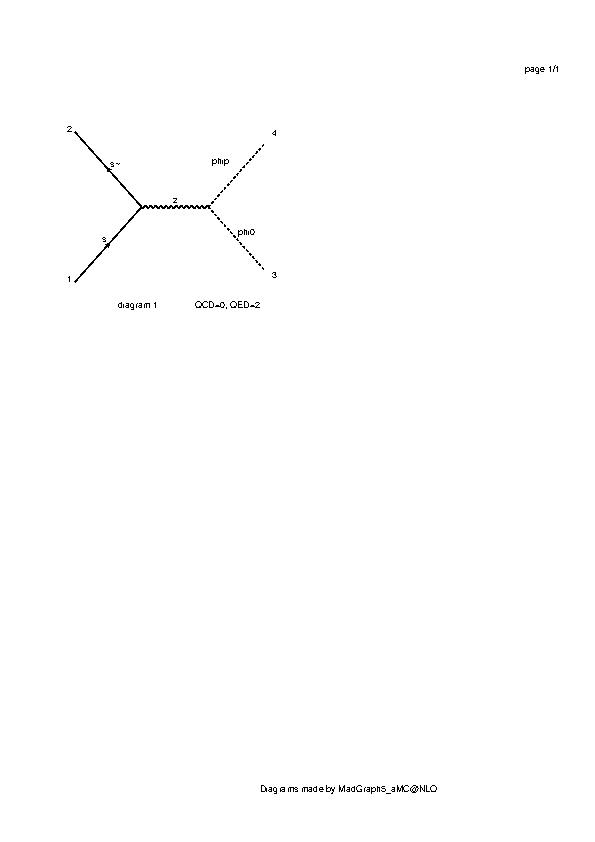 page 1/1
2
4
s~
phip
z
s
phi0
1
3
diagram 1 QCD=0, QED=2
Diagrams made by MadGraph5_aMC@NLO